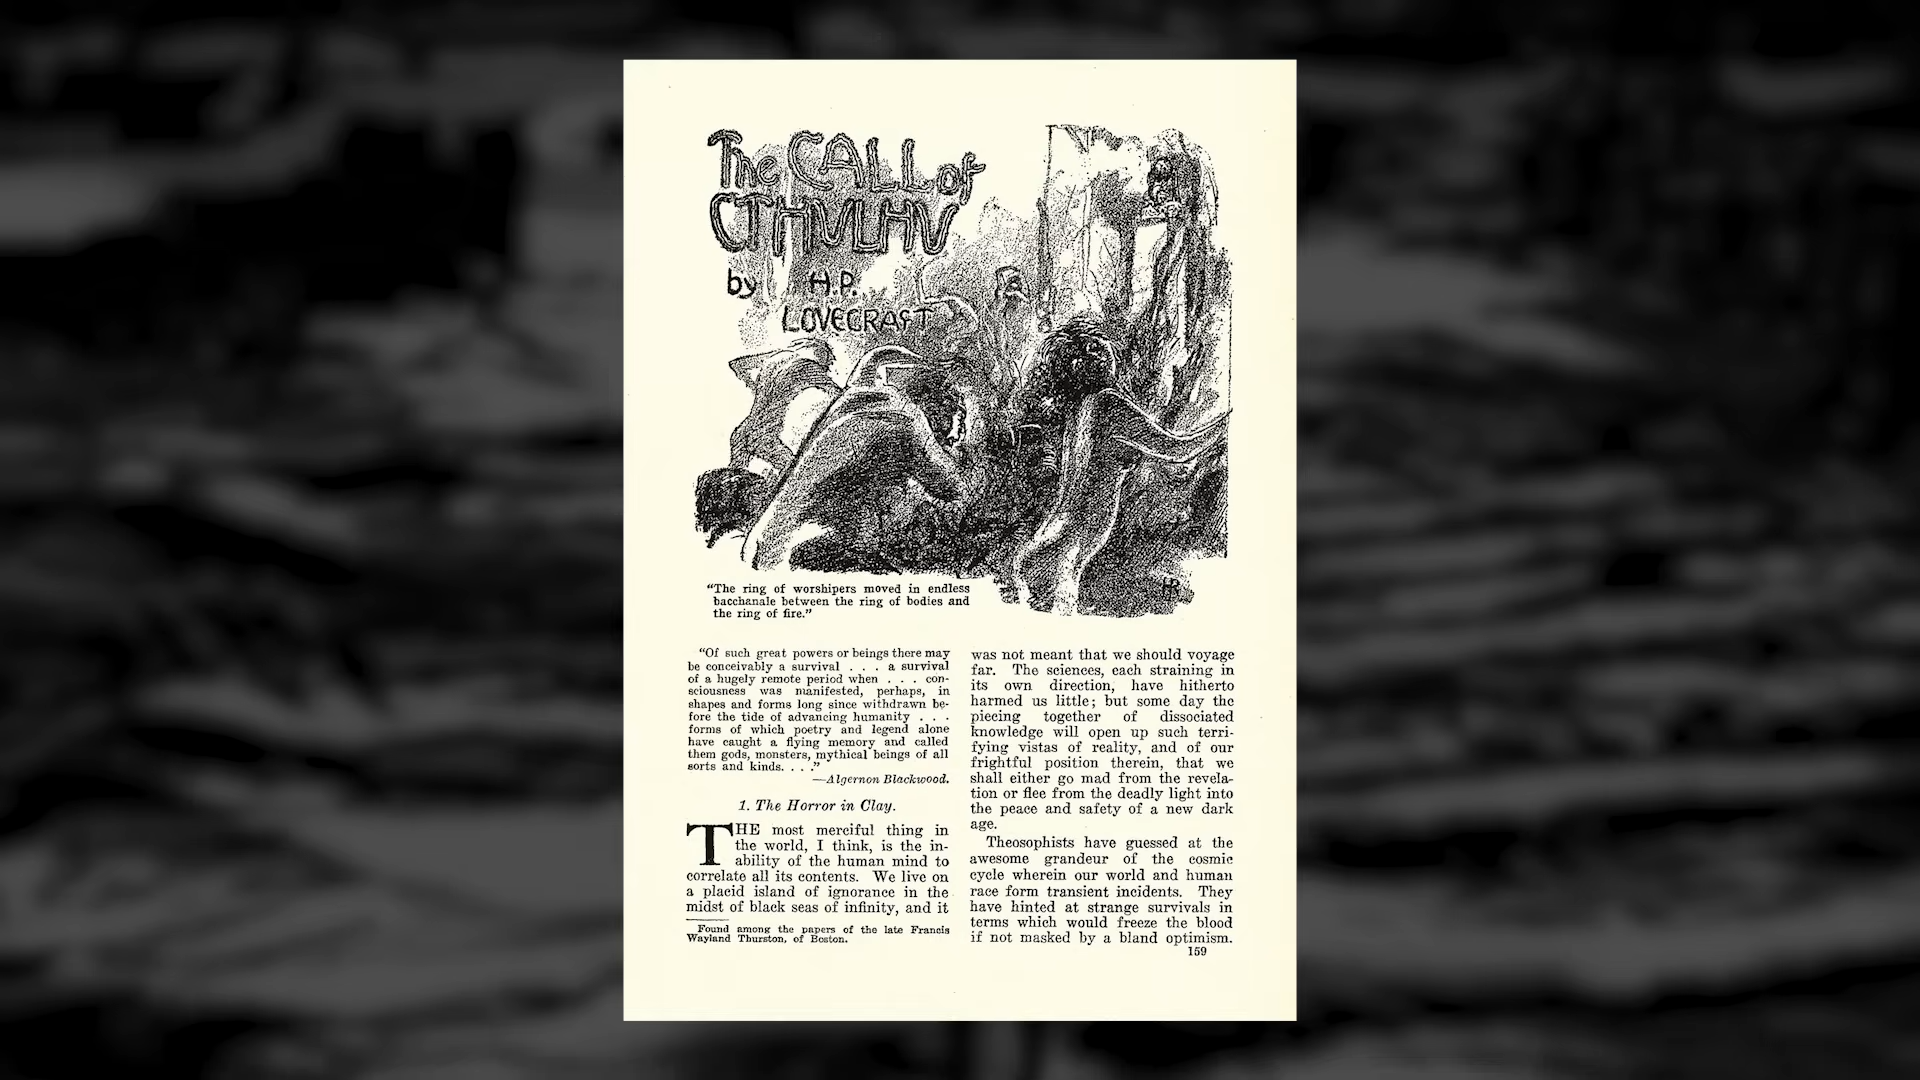 The CALL of
CTHVLHV
by H.P.
LOVECRAFT
"The ring of worshipers moved in endless
bacchanale between the ring of bodies and
the ring of fire."
"Of such great powers or beings there may
be conceivably a survival . . . a survival
of a hugely remote period when . . . con-
sciousness was manifested, perhaps, in
shapes and forms long since withdrawn be-
fore the tide of advancing humanity . . .
forms of which poetry and legend alone
have caught a flying memory and called
them gods, monsters, mythical beings of all
sorts and kinds. . . ."
—Algernon Blackwood.
1. The Horror in Clay.
THE most merciful thing in
the world, I think, is the in-
ability of the human mind to
correlate all its contents. We live on
a placid island of ignorance in the
midst of black seas of infinity, and it
Found among the papers of the late Francis
Wayland Thurston, of Boston.
was not meant that we should voyage
far. The sciences, each straining in
its own direction, have hitherto
harmed us little; but some day the
piecing together of dissociated
knowledge will open up such terri-
fying vistas of reality, and of our
frightful position therein, that we
shall either go mad from the revela-
tion or flee from the deadly light into
the peace and safety of a new dark
age.
Theosophists have guessed at the
awesome grandeur of the cosmic
cycle wherein our world and human
race form transient incidents. They
have hinted at strange survivals in
terms which would freeze the blood
if not masked by a bland optimism.
159